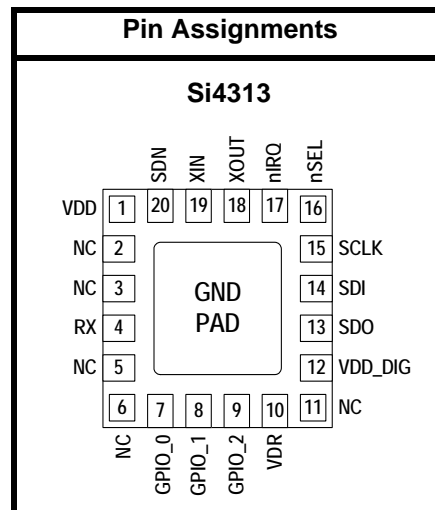 Pin Assignments
Si4313
SDN XIN XOUT nIRQ nSEL
VDD 1 20 19 18 17 16
NC 2 15 SCLK
NC 3 GND 14 SDI
RX 4 PAD 13 SDO
NC 5 12 VDD_DIG
6 7 8 9 10 11 NC
NC GPIO_0 GPIO_1 GPIO_2 VDR